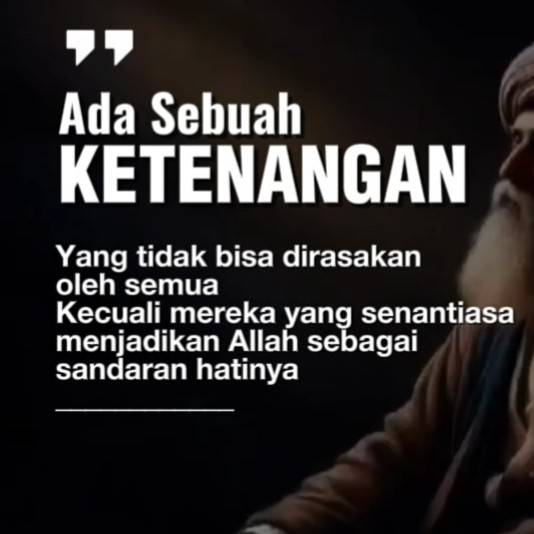 "
Ada Sebuah
KETENANGAN
Yang tidak bisa dirasakan
oleh semua
Kecuali mereka yang senantiasa
menjadikan Allah sebagai
sandaran hatinya